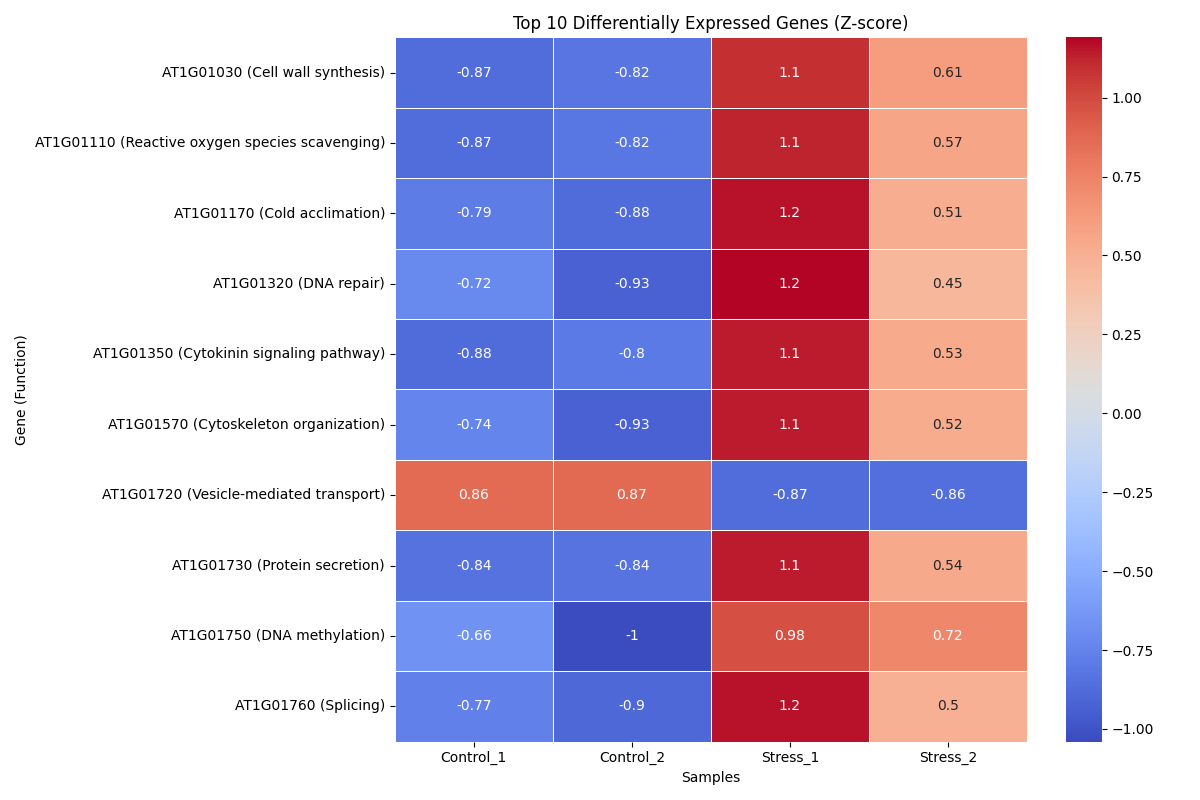 Top 10 Differentially Expressed Genes (Z-score)
AT1G01030 (Cell wall synthesis) -0.87 -0.82 1.1 0.61
AT1G01110 (Reactive oxygen species scavenging) -0.87 -0.82 1.1 0.57
AT1G01170 (Cold acclimation) -0.79 -0.88 1.2 0.51
AT1G01320 (DNA repair) -0.72 -0.93 1.2 0.45
AT1G01350 (Cytokinin signaling pathway) -0.88 -0.8 1.1 0.53
AT1G01570 (Cytoskeleton organization) -0.74 -0.93 1.1 0.52
AT1G01720 (Vesicle-mediated transport) 0.86 0.87 -0.87 -0.86
AT1G01730 (Protein secretion) -0.84 -0.84 1.1 0.54
AT1G01750 (DNA methylation) -0.66 -1 0.98 0.72
AT1G01760 (Splicing) -0.77 -0.9 1.2 0.5
Control_1 Control_2 Stress_1 Stress_2
Samples
Gene (Function)
1.00
0.75
0.50
0.25
0.00
−0.25
−0.50
−0.75
−1.00